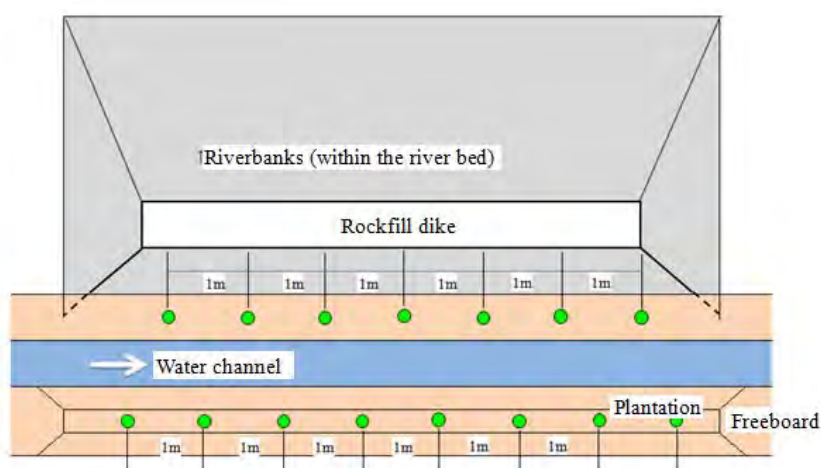 ↑Riverbanks (within the river bed)
Rockfill dike
1m 1m 1m 1m 1m 1m
Water channel
Plantation
Freeboard
1m 1m 1m 1m 1m 1m